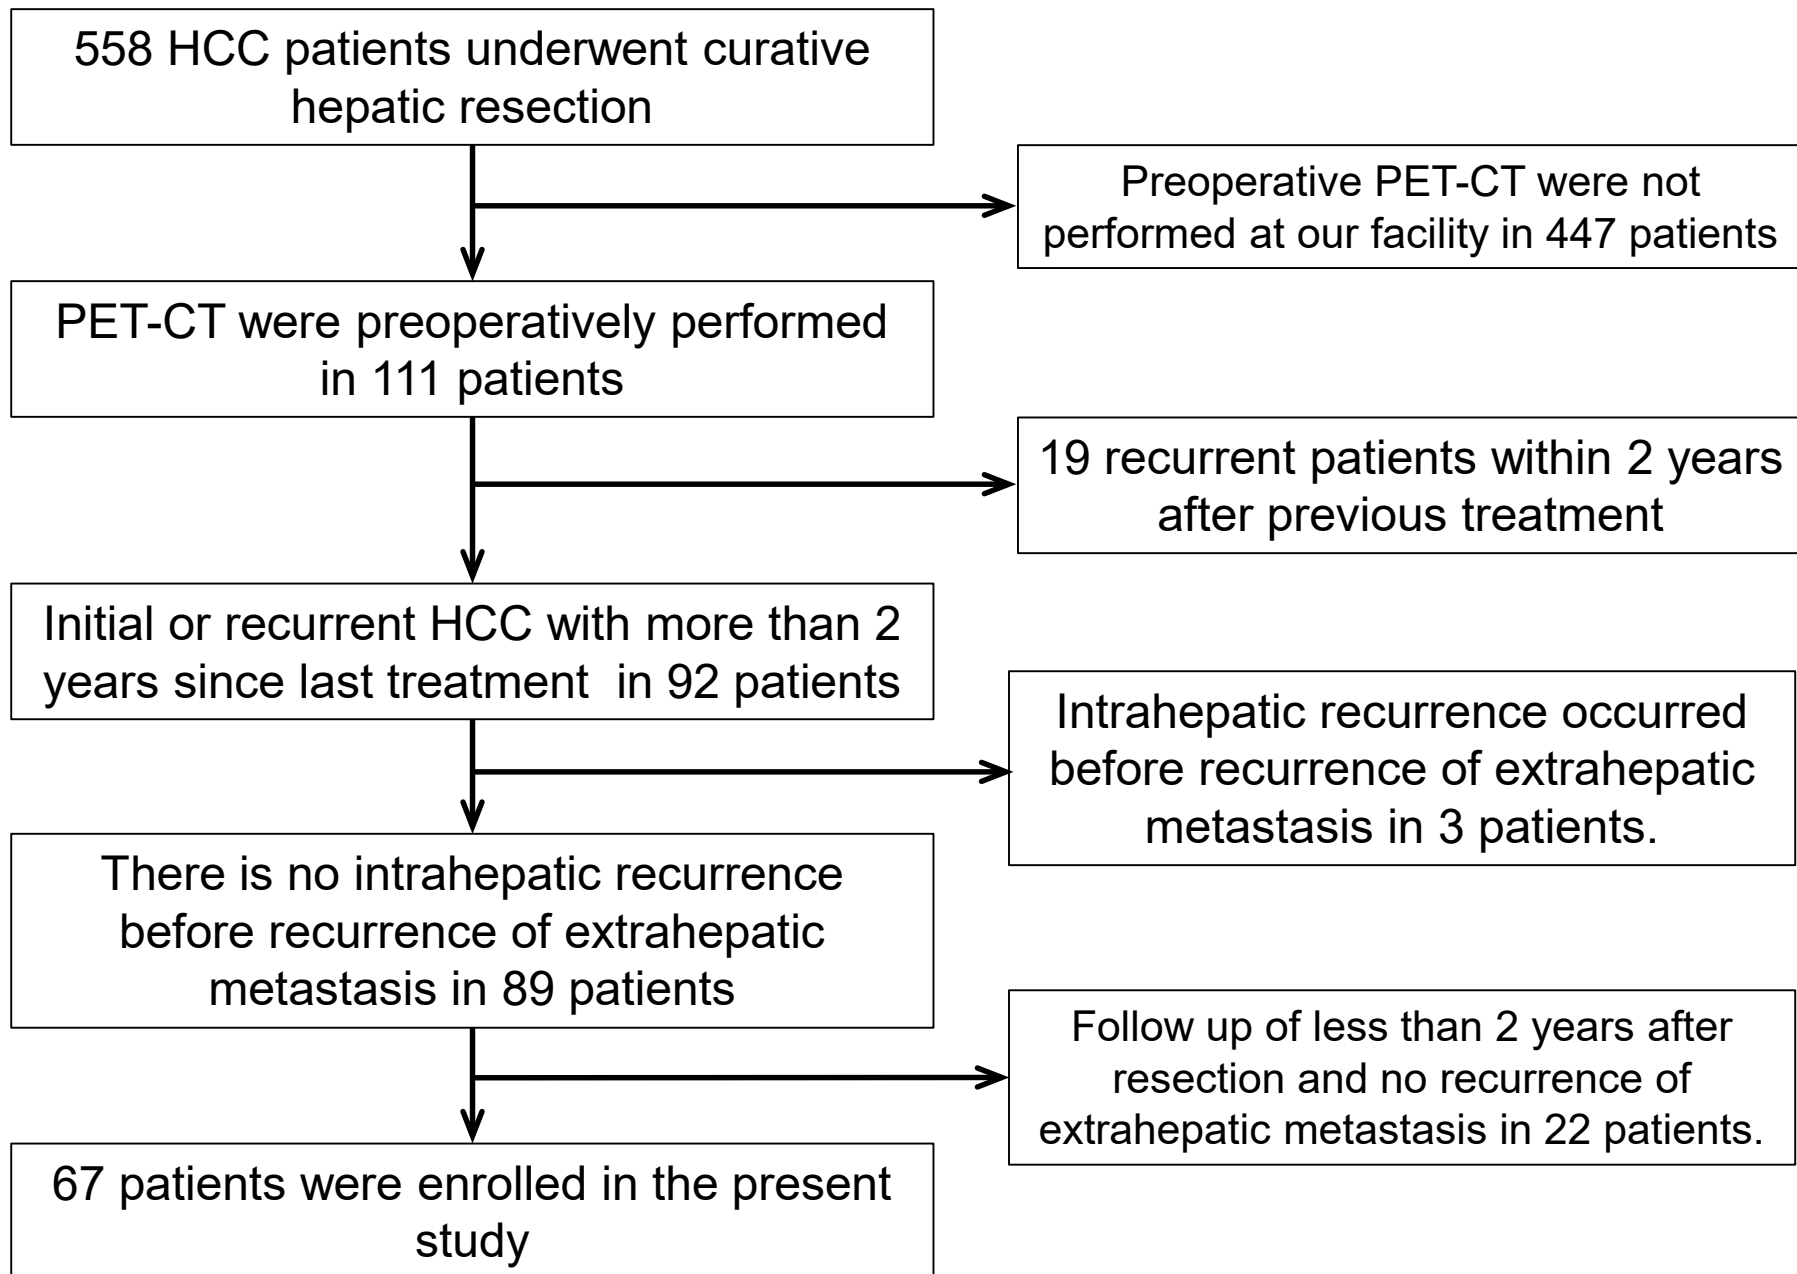 558 HCC patients underwent curative
hepatic resection
Preoperative PET-CT were not
performed at our facility in 447 patients
PET-CT were preoperatively performed
in 111 patients
19 recurrent patients within 2 years
after previous treatment
Initial or recurrent HCC with more than 2
years since last treatment  in 92 patients
Intrahepatic recurrence occurred
before recurrence of extrahepatic
metastasis in 3 patients.
There is no intrahepatic recurrence
before recurrence of extrahepatic
metastasis in 89 patients
Follow up of less than 2 years after
resection and no recurrence of
extrahepatic metastasis in 22 patients.
67 patients were enrolled in the present
study